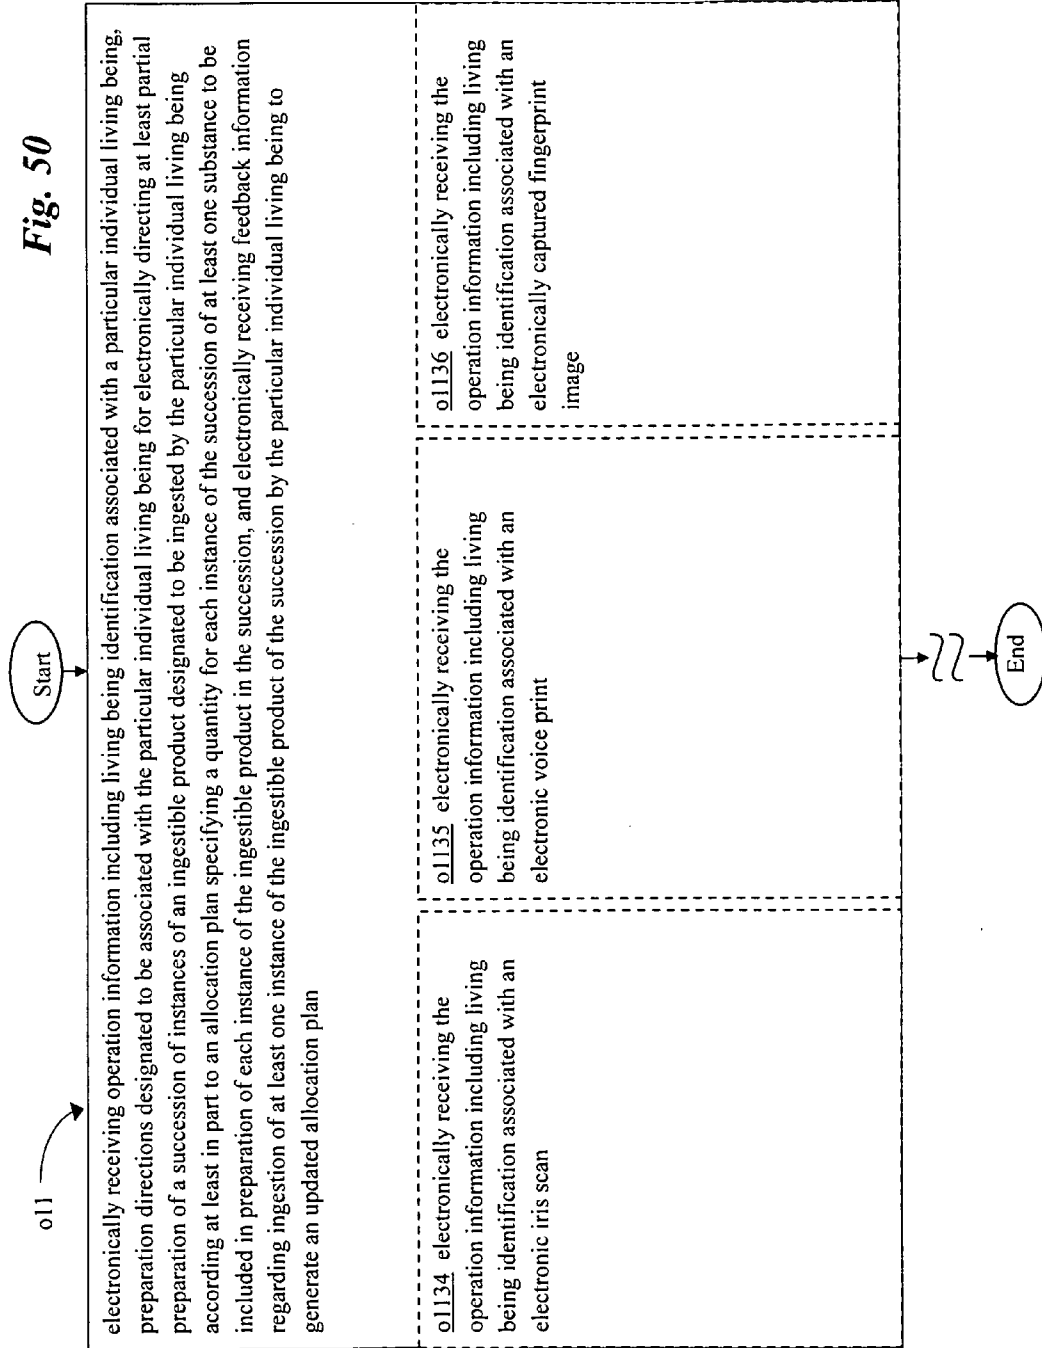 Fig. 50
Start
o11
electronically receiving operation information including living being identification associated with a particular individual living being,
preparation directions designated to be associated with the particular individual living being for electronically directing at least partial
preparation of a succession of instances of an ingestible product designated to be ingested by the particular individual living being
according at least in part to an allocation plan specifying a quantity for each instance of the succession of at least one substance to be
included in preparation of each instance of the ingestible product in the succession, and electronically receiving feedback information
regarding ingestion of at least one instance of the ingestible product of the succession by the particular individual living being to
generate an updated allocation plan
o1134 electronically receiving the
operation information including living
being identification associated with an
electronic iris scan
o1135 electronically receiving the
operation information including living
being identification associated with an
electronic voice print
o1136 electronically receiving the
operation information including living
being identification associated with an
electronically captured fingerprint
image
End